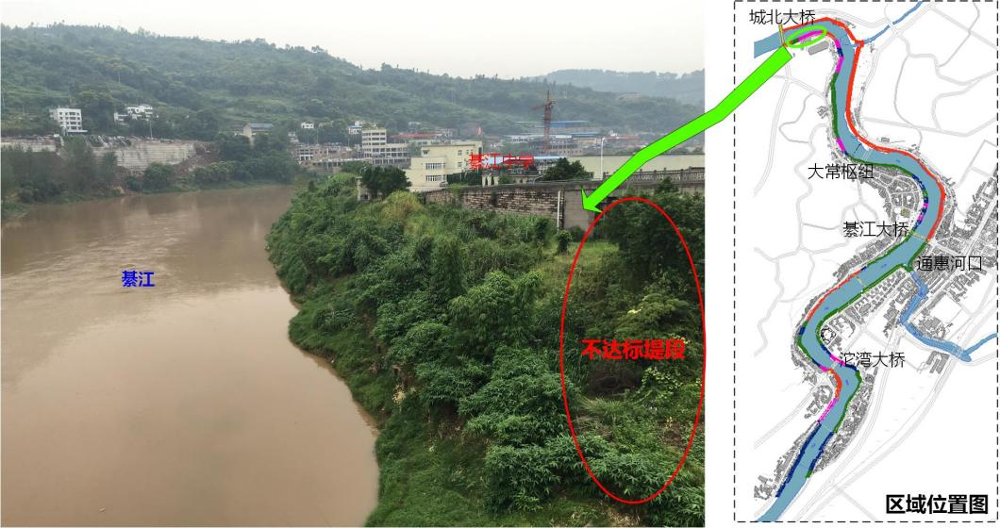 綦江中学
綦江
不达标堤段
城北大桥
大常枢纽
綦江大桥
通惠河口
沱湾大桥
区域位置图